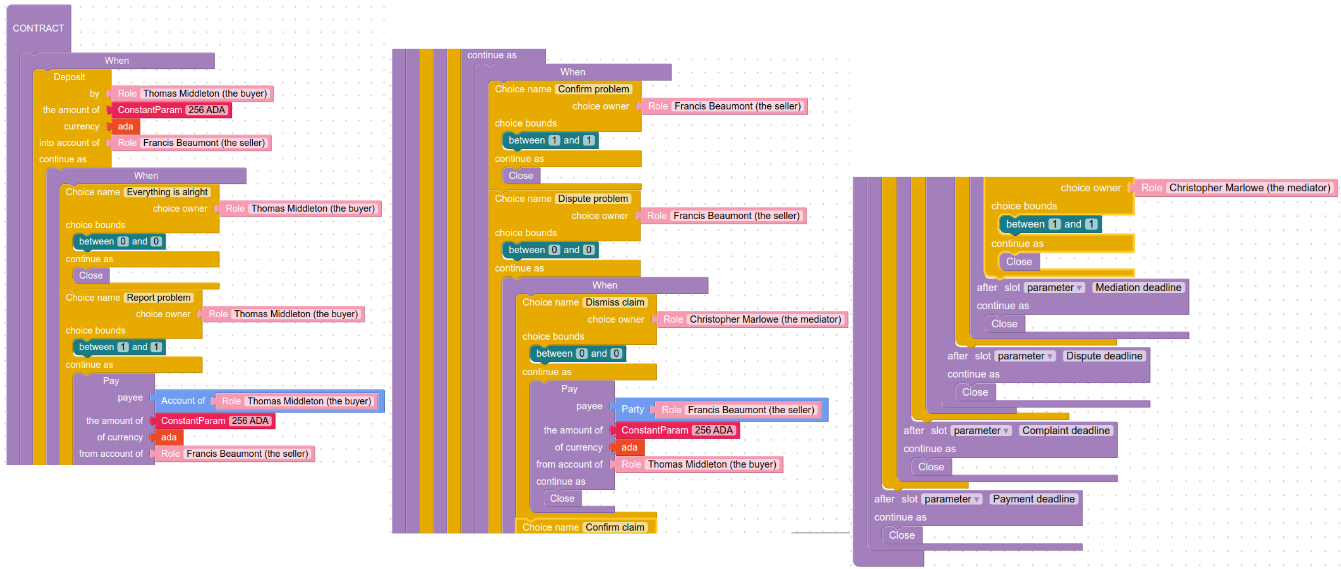 CONTRACT
When
Deposit
by Role Thomas Middleton (the buyer)
the amount of ConstantParam 256 ADA
currency ada
into account of Role Francis Beaumont (the seller)
continue as
When
Choice name Everything is alright
choice owner Role Thomas Middleton (the buyer)
choice bounds
between 0 and 0
continue as
Close
Choice name Report problem
choice owner Role Thomas Middleton (the buyer)
choice bounds
between 1 and 1
continue as
Pay
payee Account of Role Thomas Middleton (the buyer)
the amount of ConstantParam 256 ADA
of currency ada
from account of Role Francis Beaumont (the seller)
continue as
When
Choice name Confirm problem
choice owner Role Francis Beaumont (the seller)
choice bounds
between 1 and 1
continue as
Close
Choice name Dispute problem
choice owner Role Francis Beaumont (the seller)
choice bounds
between 0 and 0
continue as
When
Choice name Dismiss claim
choice owner Role Christopher Marlowe (the mediator)
choice bounds
between 0 and 0
continue as
Pay
payee Party Role Francis Beaumont (the seller)
the amount of ConstantParam 256 ADA
of currency ada
from account of Role Thomas Middleton (the buyer)
continue as
Close
Choice name Confirm claim
choice owner Role Christopher Marlowe (the mediator)
choice bounds
between 1 and 1
continue as
Close
after slot parameter Mediation deadline
continue as
Close
after slot parameter Dispute deadline
continue as
Close
after slot parameter Complaint deadline
continue as
Close
after slot parameter Payment deadline
continue as
Close